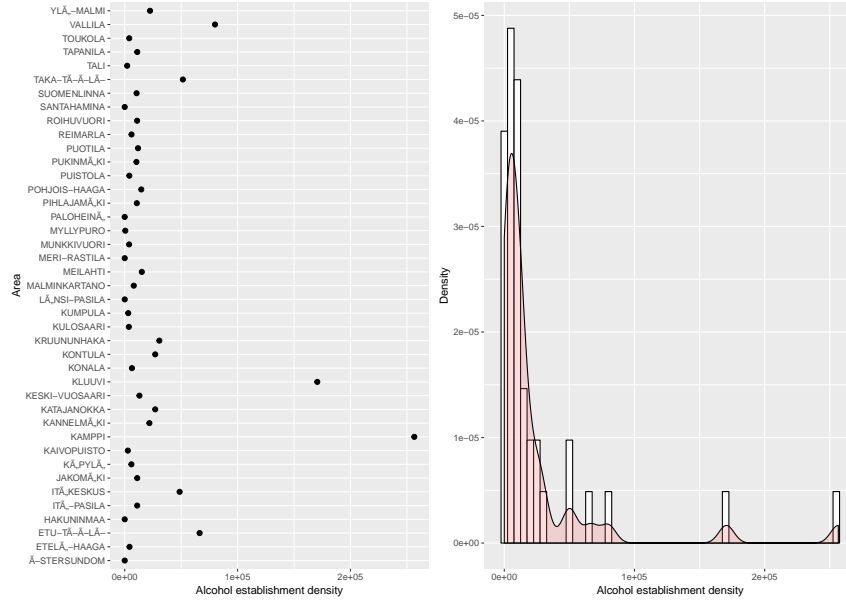 YLÄ„–MALMI
VALLILA
TOUKOLA
TAPANILA
TALI
TAKA–TÃ–Ã–LÃ–
SUOMENLINNA
SANTAHAMINA
ROIHUVUORI
REIMARLA
PUOTILA
PUKINMÃ„KI
PUISTOLA
POHJOIS–HAAGA
PIHLAJAMÃ„KI
PALOHEINÃ„
MYLLYPURO
MUNKKIVUORI
MERI–RASTILA
MEILAHTI
MALMINKARTANO
LÃ„NSI–PASILA
KUMPULA
KULOSAARI
KRUUNUNHAKA
KONTULA
KONALA
KLUUVI
KESKI–VUOSAARI
KATAJANOKKA
KANNELMÃ„KI
KAMPPI
KAIVOPUISTO
KÃ„PYLÃ„
JAKOMÃ„KI
ITÃ„KESKUS
ITÃ„–PASILA
HAKUNINMAA
ETU–TÃ–Ã–LÃ–
ETELÃ„–HAAGA
Ã–STERSUNDOM
Area
0e+00 1e+05 2e+05
Alcohol establishment density
5e−05
4e−05
3e−05
2e−05
1e−05
0e+00
Density
0e+00 1e+05 2e+05
Alcohol establishment density